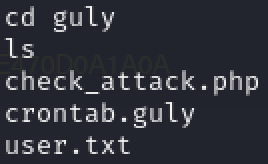 cd guly
ls
check_attack.php
crontab.guly
user.txt